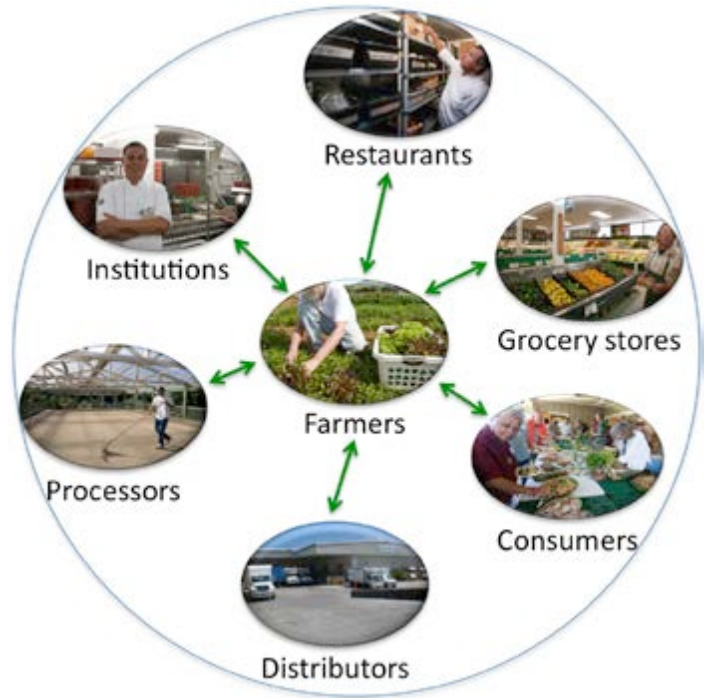 Restaurants
Institutions
Grocery stores
Farmers
Processors
Consumers
Distributors